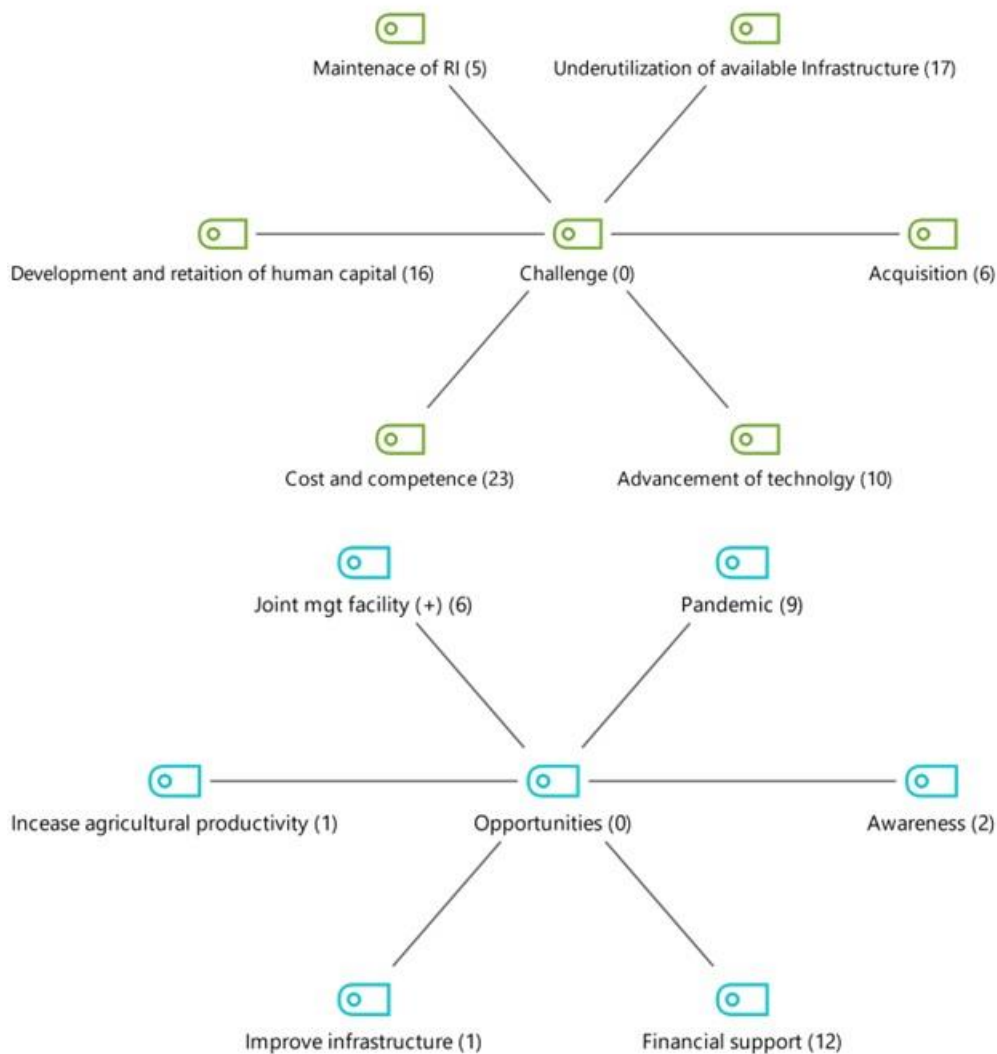 Maintenace of RI (5)
Underutilization of available Infrastructure (17)
Development and retaition of human capital (16)
Challenge (0)
Acquisition (6)
Cost and competence (23)
Advancement of technolgy (10)
Joint mgt facility (+) (6)
Pandemic (9)
Incease agricultural productivity (1)
Opportunities (0)
Awareness (2)
Improve infrastructure (1)
Financial support (12)